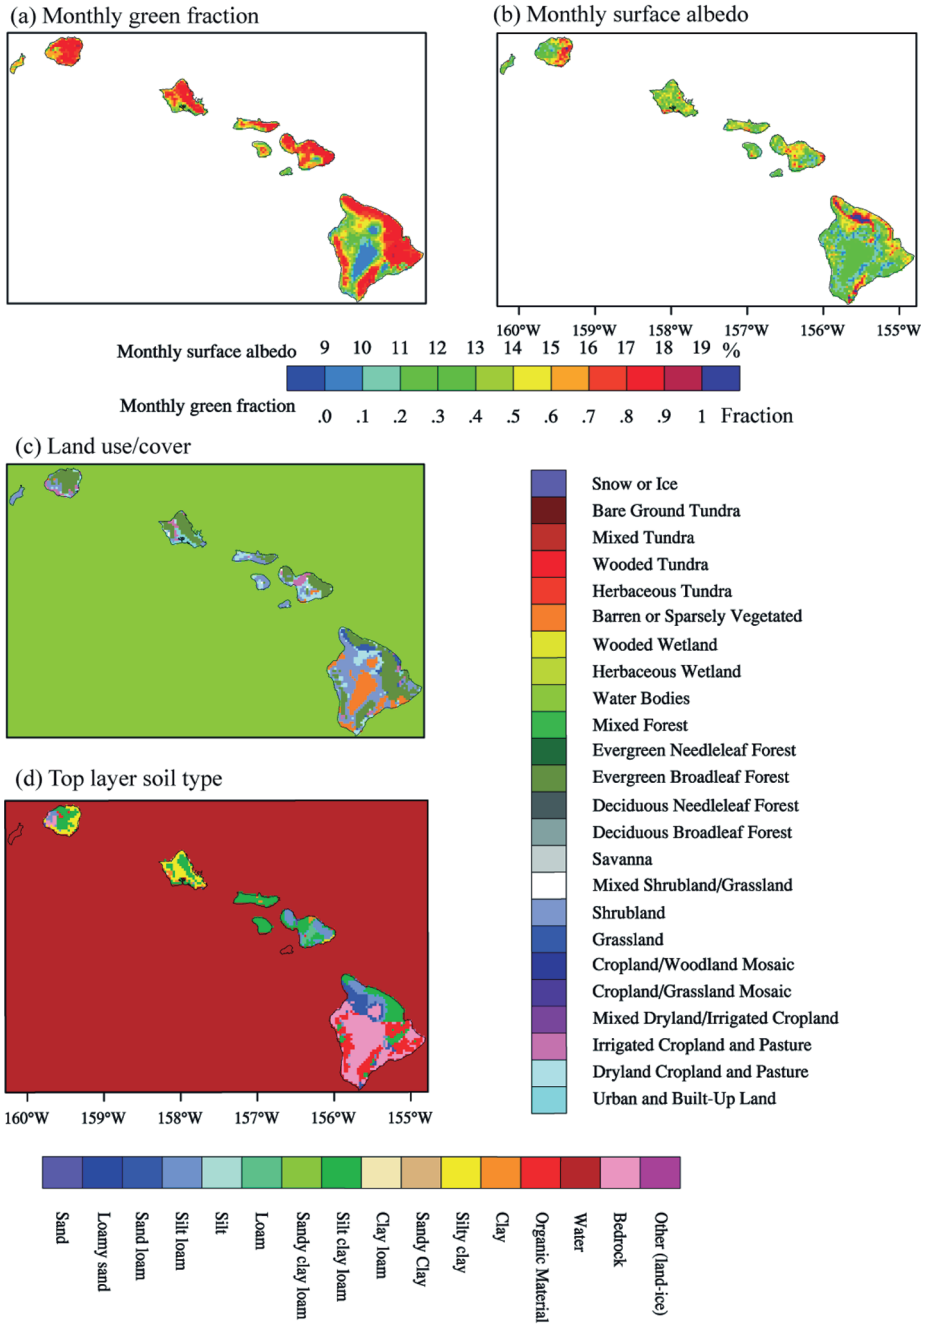 (a) Monthly green fraction
(b) Monthly surface albedo
160°W 159°W 158°W 157°W 156°W 155°W
Monthly surface albedo 9 10 11 12 13 14 15 16 17 18 19 %
Monthly green fraction .0 .1 .2 .3 .4 .5 .6 .7 .8 .9 1 Fraction
(c) Land use/cover
Snow or Ice
Bare Ground Tundra
Mixed Tundra
Wooded Tundra
Herbaceous Tundra
Barren or Sparsely Vegetated
Wooded Wetland
Herbaceous Wetland
Water Bodies
Mixed Forest
Evergreen Needleleaf Forest
Evergreen Broadleaf Forest
Deciduous Needleleaf Forest
Deciduous Broadleaf Forest
Savanna
Mixed Shrubland/Grassland
Shrubland
Grassland
Cropland/Woodland Mosaic
Cropland/Grassland Mosaic
Mixed Dryland/Irrigated Cropland
Irrigated Cropland and Pasture
Dryland Cropland and Pasture
Urban and Built-Up Land
(d) Top layer soil type
160°W 159°W 158°W 157°W 156°W 155°W
Sand
Loamy sand
Sand loam
Silt loam
Silt
Loam
Sandy clay loam
Silt clay loam
Clay loam
Sandy Clay
Silty clay
Clay
Organic Material
Water
Bedrock
Other (land-ice)